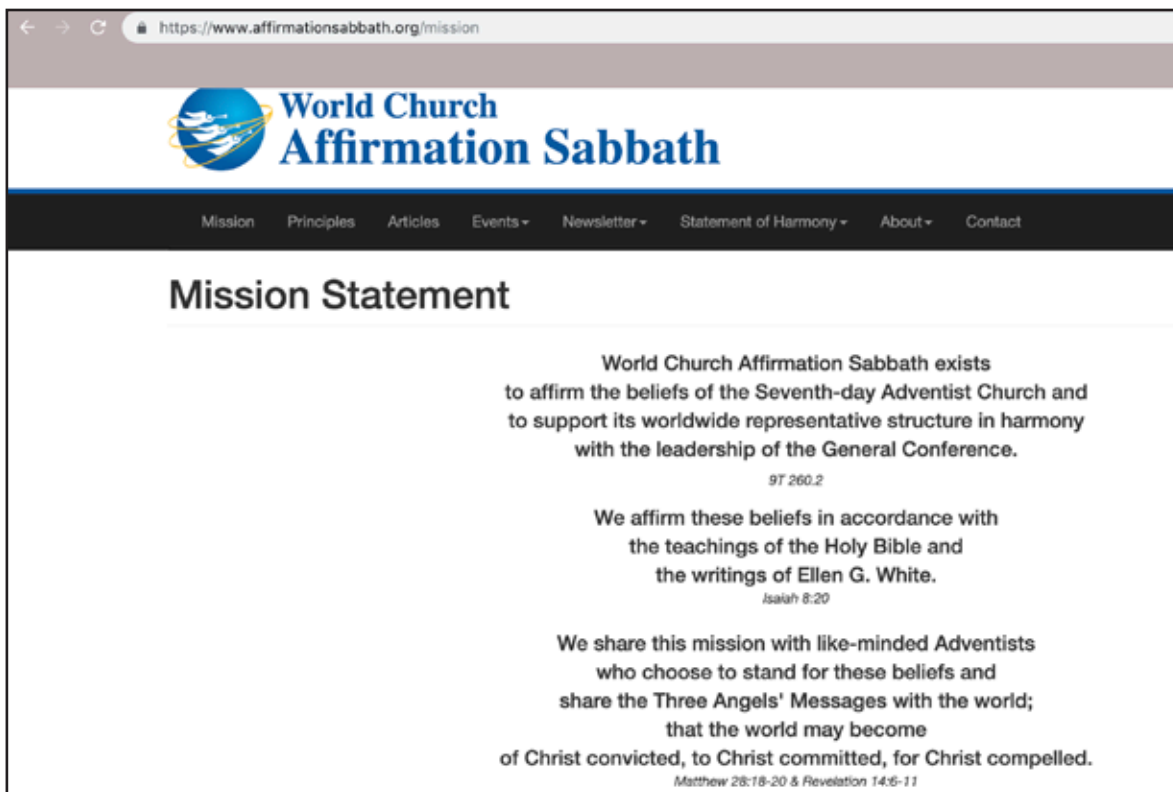 https://www.affirmationsabbath.org/mission
World Church
Affirmation Sabbath
Mission Principles Articles Events Newsletter Statement of Harmony About Contact
Mission Statement
World Church Affirmation Sabbath exists
to affirm the beliefs of the Seventh-day Adventist Church and
to support its worldwide representative structure in harmony
with the leadership of the General Conference.
9T 260.2
We affirm these beliefs in accordance with
the teachings of the Holy Bible and
the writings of Ellen G. White.
Isaiah 8:20
We share this mission with like-minded Adventists
who choose to stand for these beliefs and
share the Three Angels' Messages with the world;
that the world may become
of Christ convicted, to Christ committed, for Christ compelled.
Matthew 28:18-20 & Revelation 14:6-11